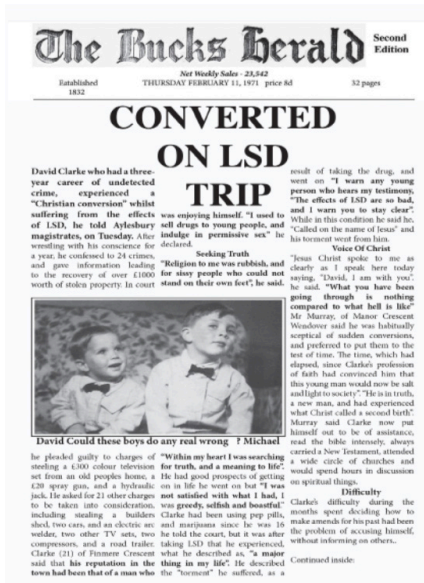 The Bucks Herald
Second
Edition
Net Weekly Sales - 23,542
Established
1832
THURSDAY FEBRUARY 11, 1971 price 8d
32 pages
CONVERTED
ON LSD
TRIP
David Clarke who had a three-
year career of undetected
crime, experienced a
"Christian conversion" whilst
suffering from the effects
of LSD, he told Aylesbury
magistrates, on Tuesday. After
wrestling with his conscience for
a year, he confessed to 24 crimes,
and gave information leading
to the recovery of over £1000
worth of stolen property. In court
was enjoying himself. "I used to
sell drugs to young people, and
indulge in permissive sex" he
declared.
Seeking Truth
"Religion to me was rubbish, and
for sissy people who could not
stand on their own feet", he said.
David Could these boys do any real wrong ? Michael
he pleaded guilty to charges of
steeling a £300 colour television
set from an old peoples home, a
£20 spray gun, and a hydraulic
jack. He asked for 21 other charges
to be taken into consideration,
including stealing a builders
shed, two cars, and an electric arc
welder, two other TV sets, two
compressors, and a road trailer.
Clarke (21) of Finmere Crescent
said that his reputation in the
town had been that of a man who
"Within my heart I was searching
for truth, and a meaning to life".
He had good prospects of getting
on in life he went on but "I was
not satisfied with what I had, I
was greedy, selfish and boastful."
Clarke had been using pep pills,
and marijuana since he was 16
he told the court, but it was after
taking LSD that he experienced,
what he described as, "a major
thing in my life". He described
the "torment" he suffered, as a
result of taking the drug, and
went on "I warn any young
person who hears my testimony,
"The effects of LSD are so bad,
and I warn you to stay clear".
While in this condition he said he,
"Called on the name of Jesus" and
his torment went from him.
Voice Of Christ
"Jesus Christ spoke to me as
clearly as I speak here today
saying, "David, I am with you".
he said. "What you have been
going through is nothing
compared to what hell is like"
Mr Murray, of Manor Crescent
Wendover said he was habitually
sceptical of sudden conversions,
and preferred to put them to the
test of time. The time, which had
elapsed, since Clarke's profession
of faith had convinced him that
this young man would now be salt
and light to society". "He is in truth,
a new man, and had experienced
what Christ called a second birth".
Murray said Clarke now put
himself out to be of assistance,
read the bible intensely, always
carried a New Testament, attended
a wide circle of churches and
would spend hours in discussion
on spiritual things.
Difficulty
Clarke's difficulty during the
months spent deciding how to
make amends for his past had been
the problem of accusing himself,
without informing on others..
Continued inside: